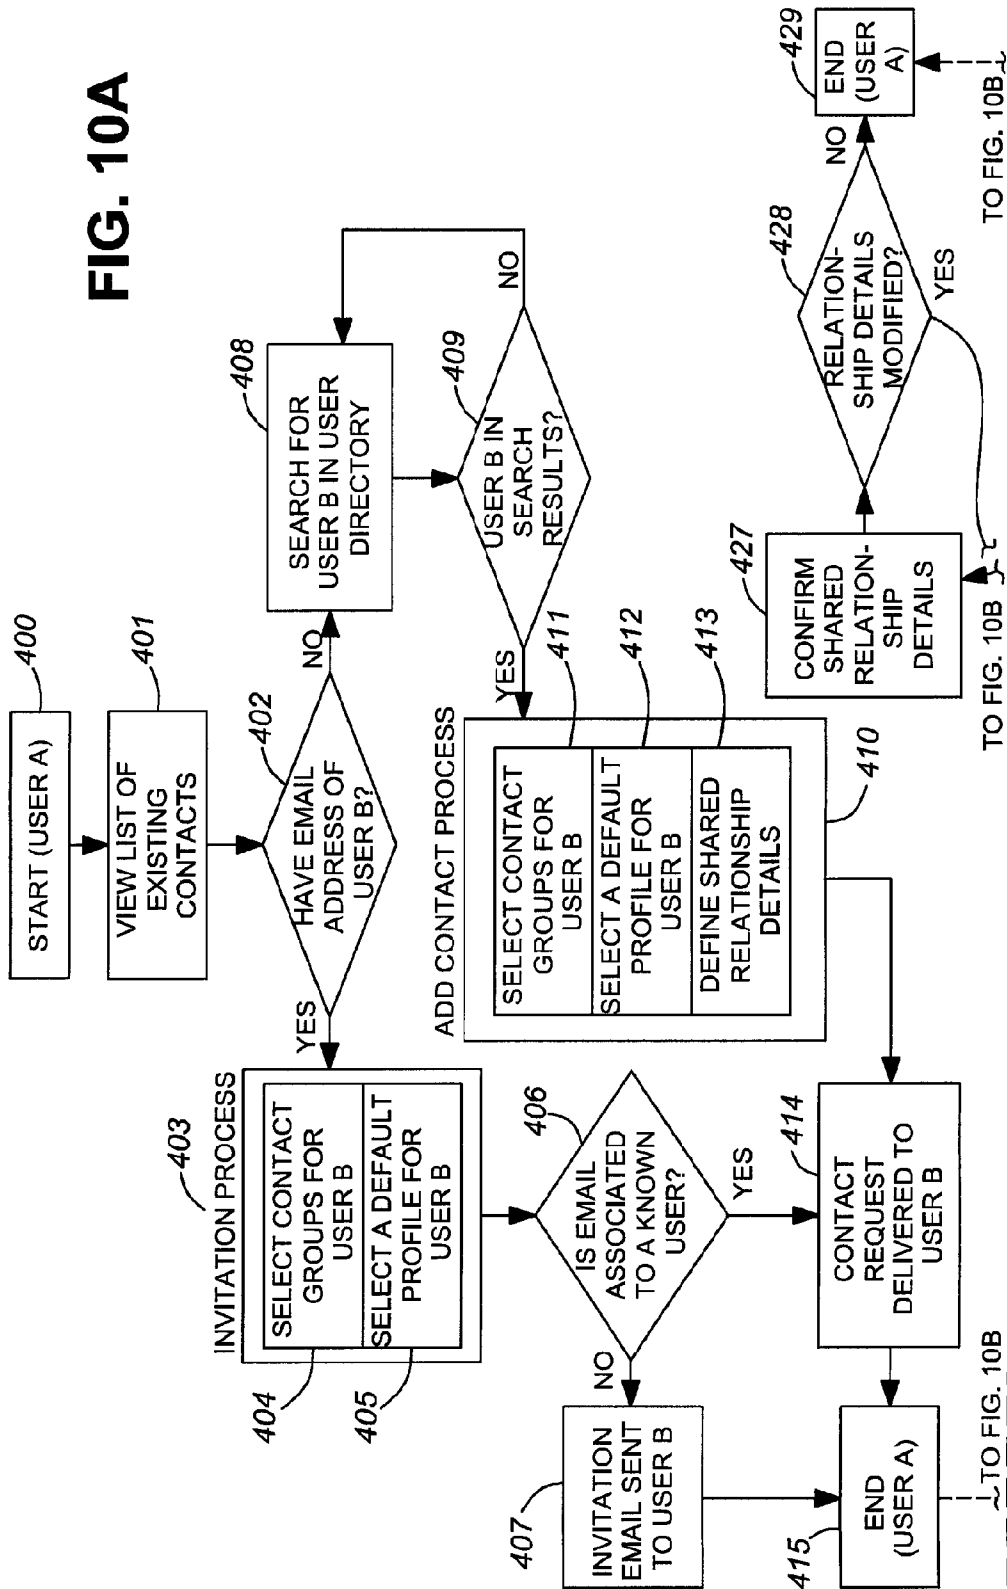 FIG. 10A
400
START (USER A)
401
VIEW LIST OF
EXISTING
CONTACTS
402
HAVE EMAIL
ADDRESS OF
USER B?
YES
NO
403
INVITATION PROCESS
404
SELECT CONTACT
GROUPS FOR
USER B
405
SELECT A DEFAULT
PROFILE FOR
USER B
406
IS EMAIL
ASSOCIATED
TO A KNOWN
USER?
NO
YES
407
INVITATION
EMAIL SENT
TO USER B
408
SEARCH FOR
USER B IN USER
DIRECTORY
409
USER B IN
SEARCH
RESULTS?
NO
YES
ADD CONTACT PROCESS
410
411
SELECT CONTACT
GROUPS FOR
USER B
412
SELECT A DEFAULT
PROFILE FOR
USER B
413
DEFINE SHARED
RELATIONSHIP
DETAILS
414
CONTACT
REQUEST
DELIVERED TO
USER B
415
END
(USER A)
TO FIG. 10B
427
CONFIRM
SHARED
RELATION-
SHIP
DETAILS
TO FIG. 10B
428
RELATION-
SHIP DETAILS
MODIFIED?
NO
YES
429
END
(USER
A)
TO FIG. 10B